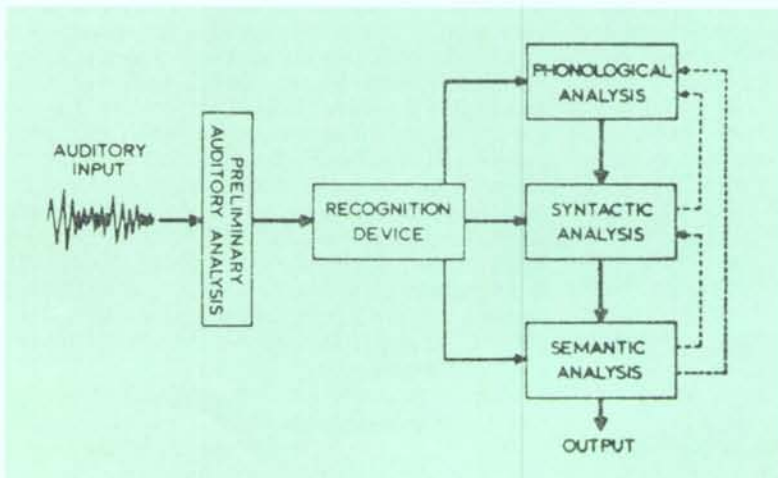 AUDITORY
INPUT
PRELIMINARY
AUDITORY ANALYSIS
RECOGNITION
DEVICE
PHONOLOGICAL
ANALYSIS
SYNTACTIC
ANALYSIS
SEMANTIC
ANALYSIS
OUTPUT